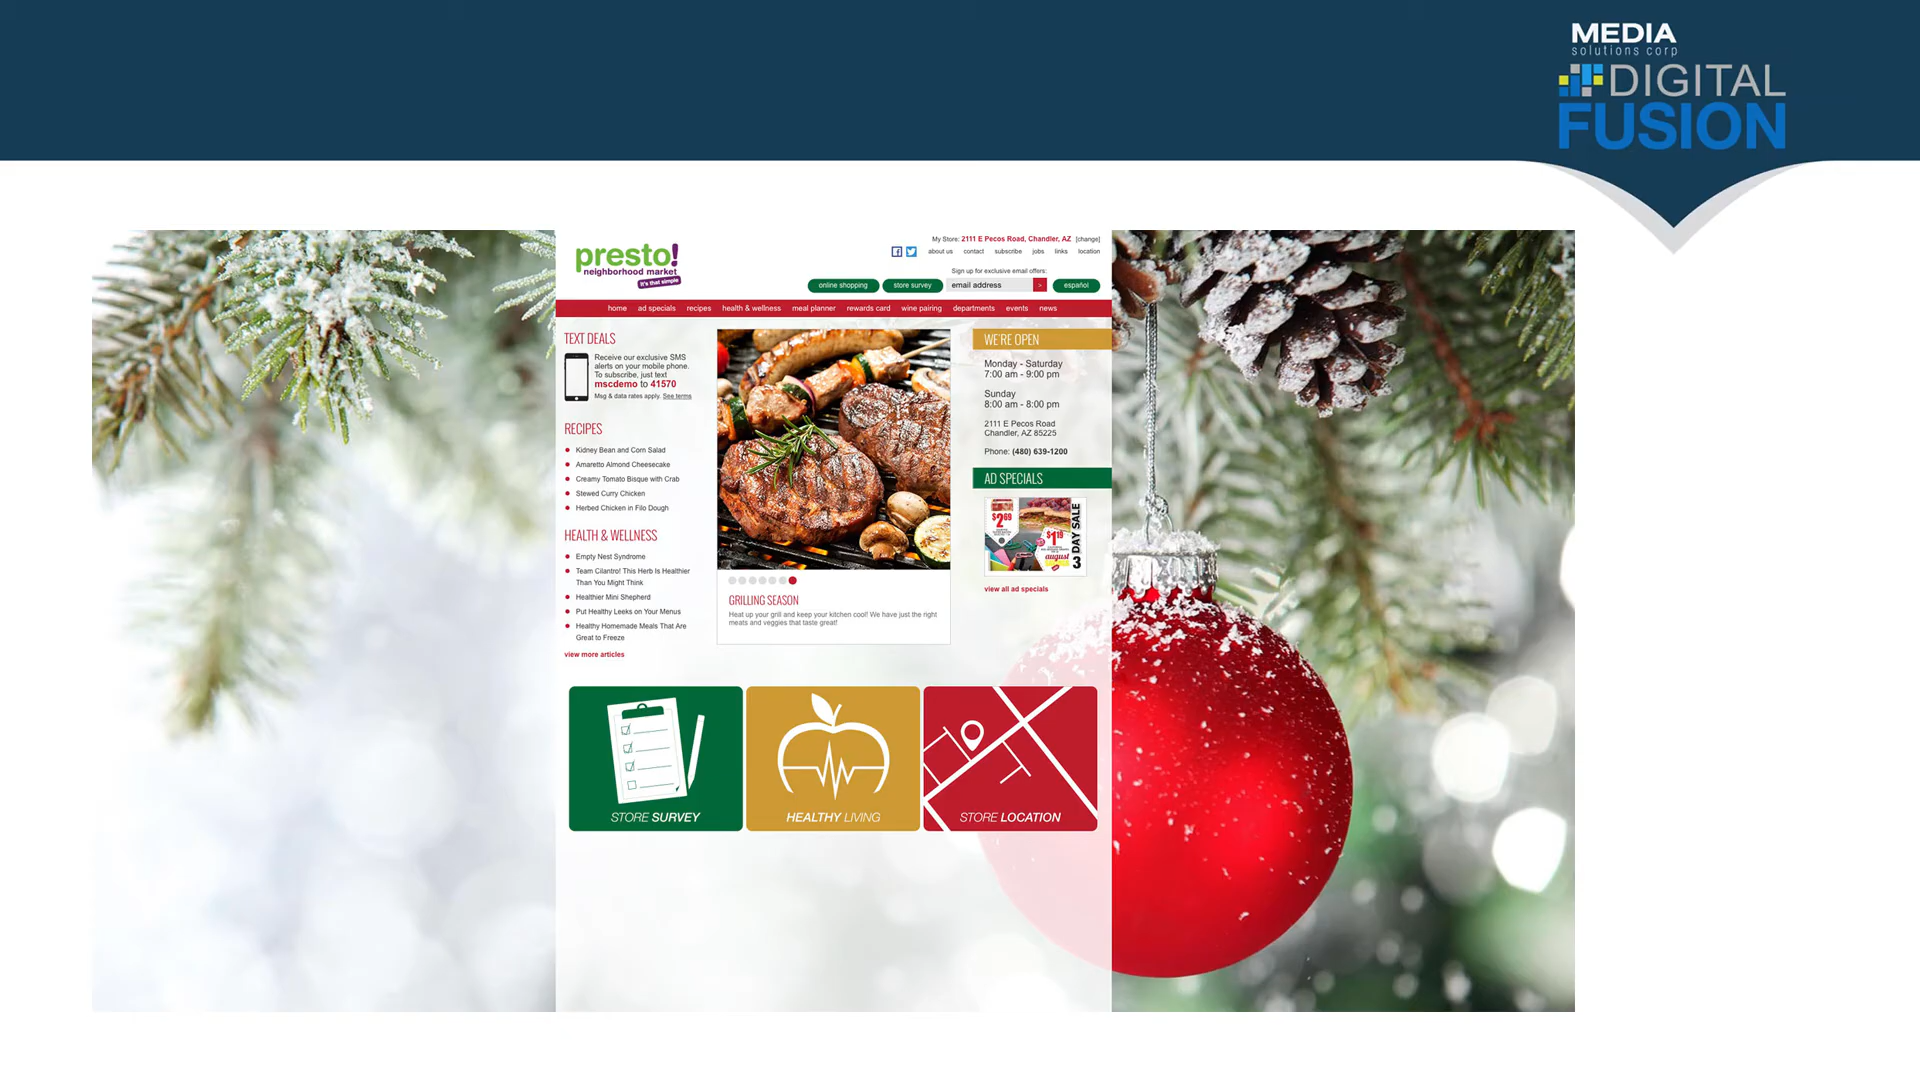 MEDIA
solutions corp
DIGITAL
FUSION
presto!
neighborhood market
it's that simple
My Store: 2111 E Pecos Road, Chandler, AZ [change]
about us contact subscribe jobs links location
Sign up for exclusive email offers:
online shopping store survey email address > español
home ad specials recipes health & wellness meal planner rewards card wine pairing departments events news
TEXT DEALS
Receive our exclusive SMS
alerts on your mobile phone.
To subscribe, just text
mscdemo to 41570
Msg & data rates apply. See terms
RECIPES
Kidney Bean and Corn Salad
Amaretto Almond Cheesecake
Creamy Tomato Bisque with Crab
Stewed Curry Chicken
Herbed Chicken in Filo Dough
HEALTH & WELLNESS
Empty Nest Syndrome
Team Cilantro! This Herb Is Healthier
Than You Might Think
Healthier Mini Shepherd
Put Healthy Leeks on Your Menus
Healthy Homemade Meals That Are
Great to Freeze
view more articles
GRILLING SEASON
Heat up your grill and keep your kitchen cool! We have just the right
meats and veggies that taste great!
WE'RE OPEN
Monday - Saturday
7:00 am - 9:00 pm
Sunday
8:00 am - 8:00 pm
2111 E Pecos Road
Chandler, AZ 85225
Phone: (480) 639-1200
AD SPECIALS
$2.69
$1.19
august
3 DAY SALE
view all ad specials
STORE SURVEY
HEALTHY LIVING
STORE LOCATION